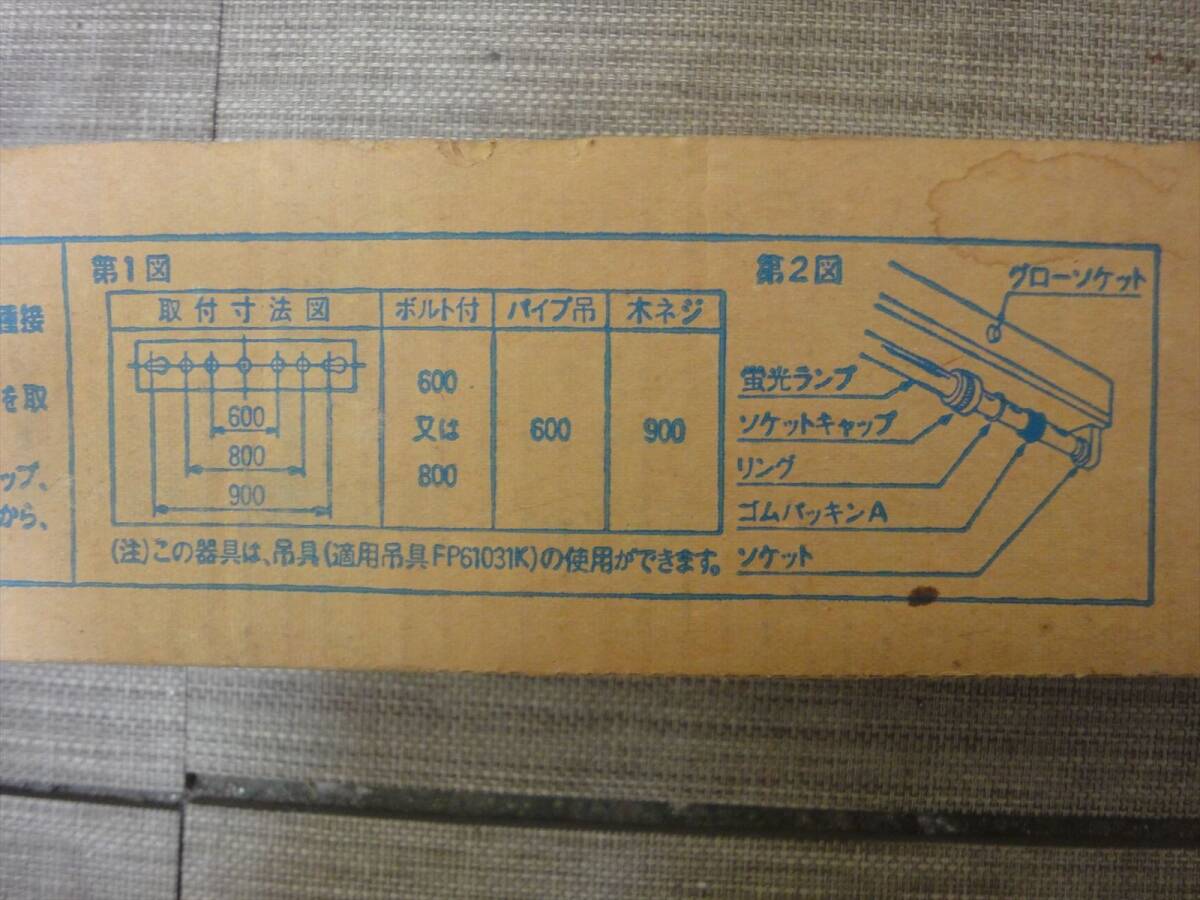 種接
を取
ップ、
から、
第1図
取付寸法図 ボルト付 パイプ吊 木ネジ
600
800
900
600
又は
800
600
900
(注)この器具は、吊具(適用吊具FP61031K)の使用ができます。
第2図
グローソケット
蛍光ランプ
ソケットキャップ
リング
ゴムパッキンA
ソケット